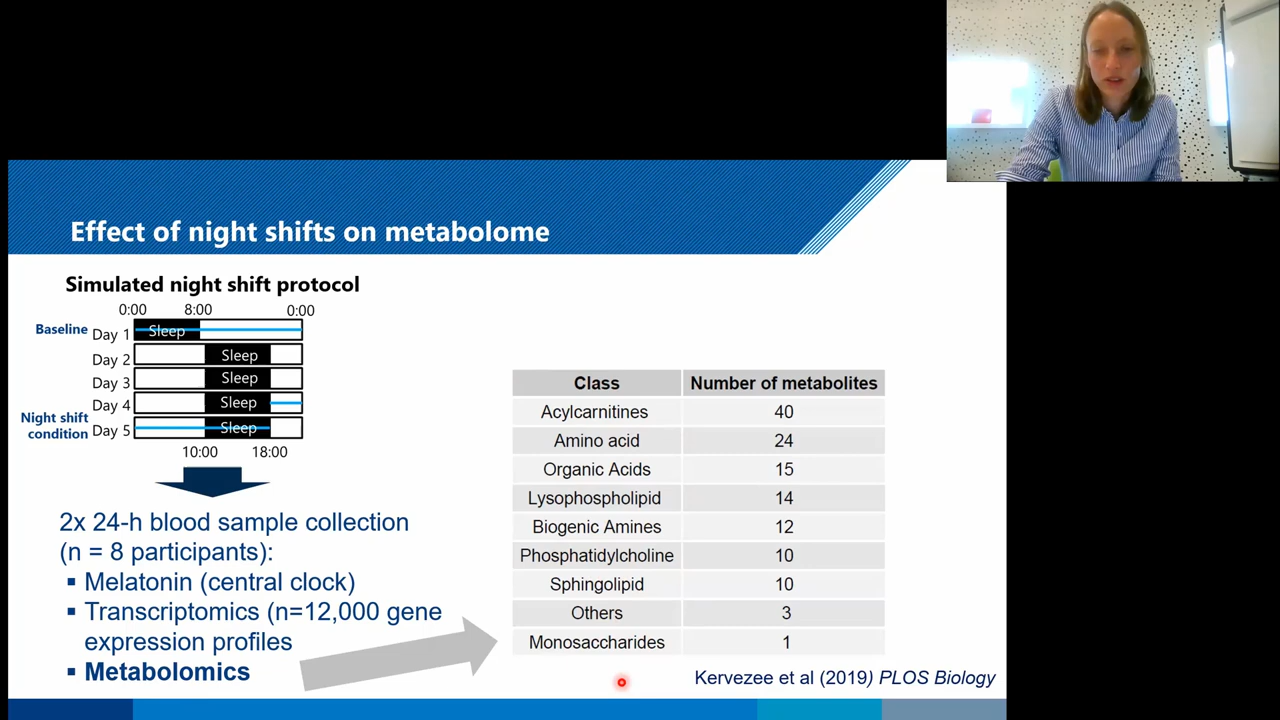 Effect of night shifts on metabolome
Simulated night shift protocol
0:00 8:00 0:00
Baseline Day 1 Sleep
Day 2 Sleep
Day 3 Sleep
Day 4 Sleep
Night shift
condition Day 5 Sleep
10:00 18:00
2x 24-h blood sample collection
(n = 8 participants):
▪ Melatonin (central clock)
▪ Transcriptomics (n=12,000 gene
expression profiles
▪ Metabolomics
Class Number of metabolites
Acylcarnitines 40
Amino acid 24
Organic Acids 15
Lysophospholipid 14
Biogenic Amines 12
Phosphatidylcholine 10
Sphingolipid 10
Others 3
Monosaccharides 1
Kervezee et al (2019) PLOS Biology